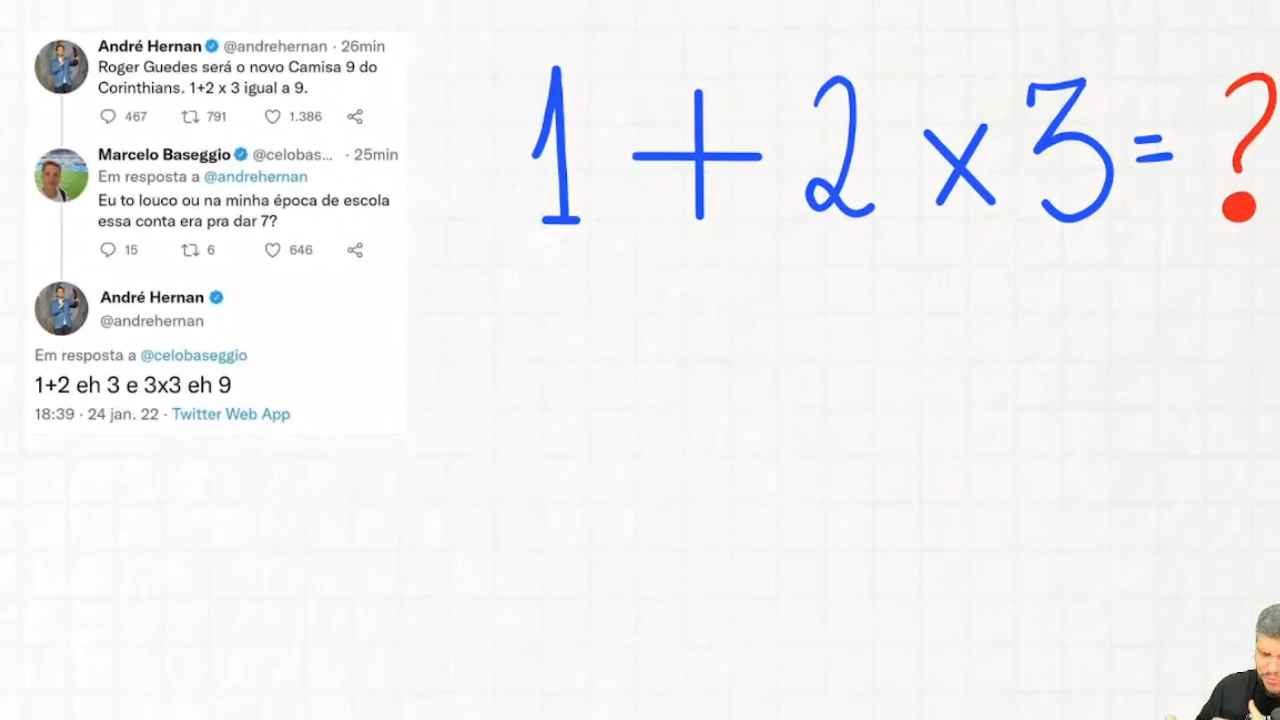 André Hernan @andrehernan · 26min
Roger Guedes será o novo Camisa 9 do
Corinthians. 1+2 x 3 igual a 9.
467 791 1.386
Marcelo Baseggio @celobas... · 25min
Em resposta a @andrehernan
Eu to louco ou na minha época de escola
essa conta era pra dar 7?
15 6 646
André Hernan
@andrehernan
Em resposta a @celobaseggio
1+2 eh 3 e 3x3 eh 9
18:39 · 24 jan. 22 · Twitter Web App
1 + 2 x 3 = ?